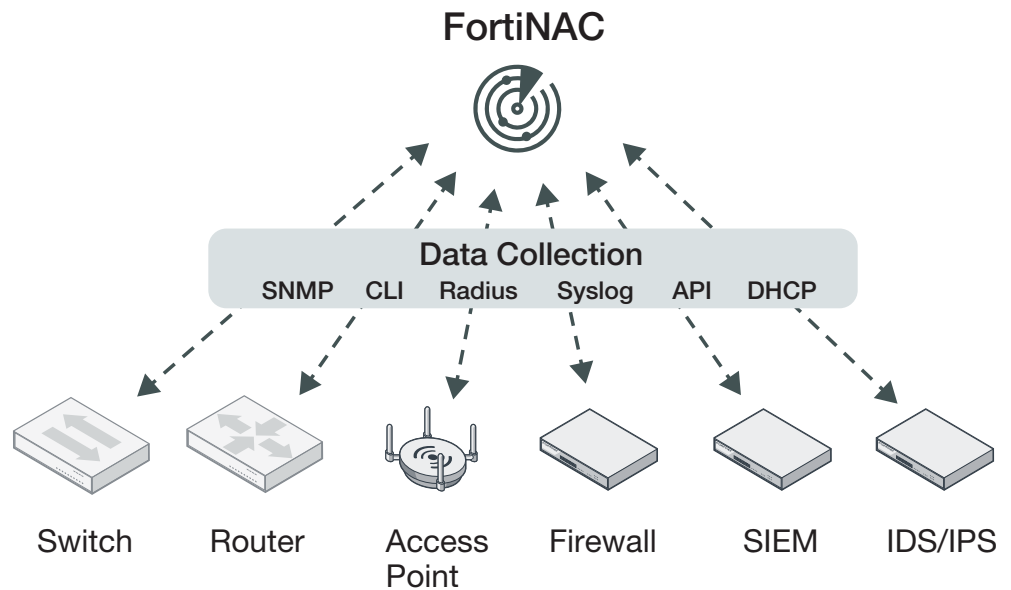 FortiNAC
Data Collection
SNMP CLI Radius Syslog API DHCP
Switch Router Access Point Firewall SIEM IDS/IPS